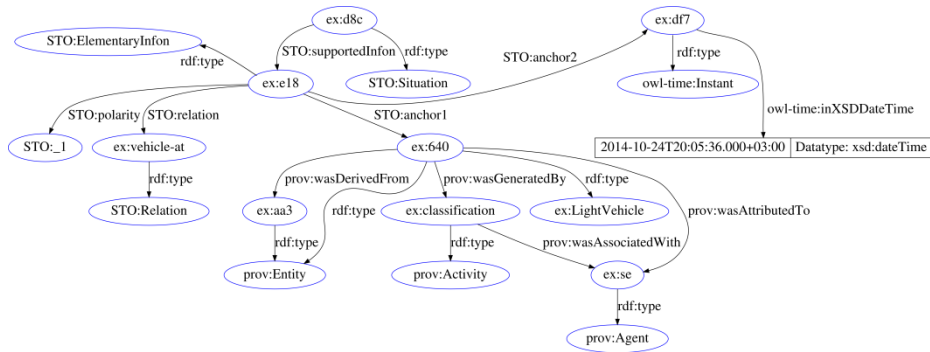 ex:d8c
ex:df7
STO:ElementaryInfon
STO:supportedInfon
rdf:type
STO:anchor2
rdf:type
rdf:type
ex:e18
STO:Situation
owl-time:Instant
owl-time:inXSDDateTime
STO:polarity
STO:relation
STO:anchor1
STO:_1
ex:vehicle-at
ex:640
2014-10-24T20:05:36.000+03:00
Datatype: xsd:dateTime
rdf:type
prov:wasDerivedFrom
rdf:type
prov:wasGeneratedBy
rdf:type
prov:wasAttributedTo
STO:Relation
ex:aa3
ex:classification
ex:LightVehicle
rdf:type
rdf:type
prov:wasAssociatedWith
prov:Entity
prov:Activity
ex:se
rdf:type
prov:Agent